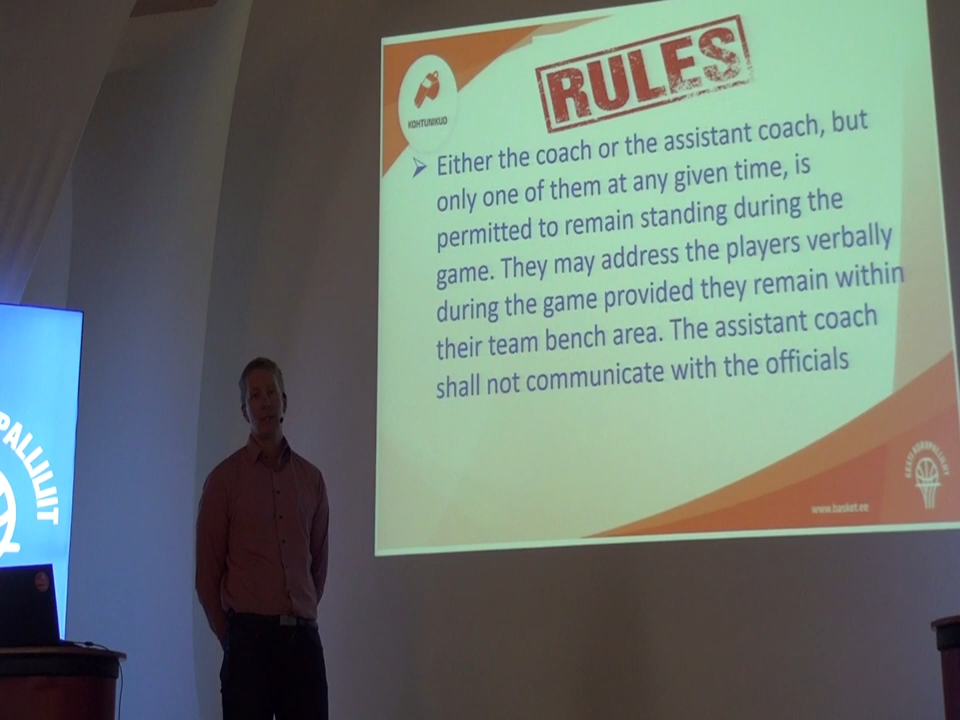 RULES
KOHTUNIKUD
Either the coach or the assistant coach, but
only one of them at any given time, is
permitted to remain standing during the
game. They may address the players verbally
during the game provided they remain within
their team bench area. The assistant coach
shall not communicate with the officials
EESTI KORVPALLILIIT
www.basket.ee
PALLILIIT